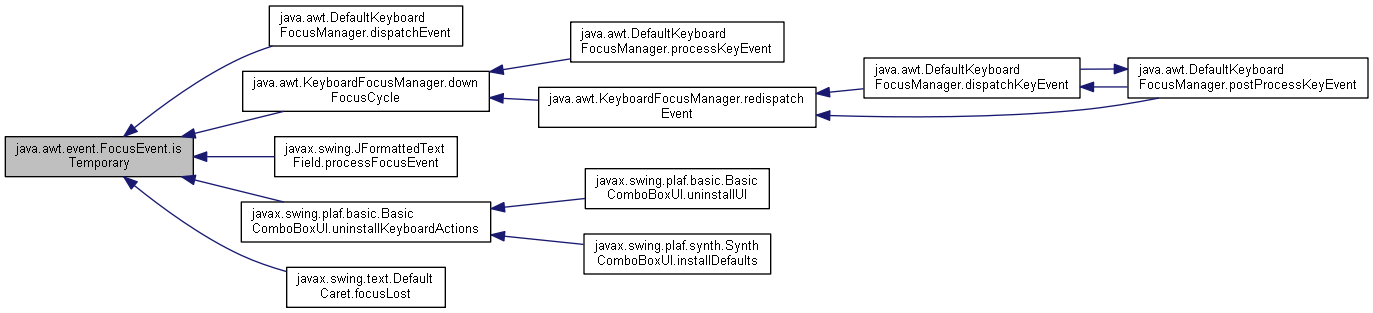 java.awt.DefaultKeyboard
FocusManager.dispatchEvent
java.awt.DefaultKeyboard
FocusManager.processKeyEvent
java.awt.KeyboardFocusManager.down
FocusCycle
java.awt.KeyboardFocusManager.redispatch
Event
java.awt.DefaultKeyboard
FocusManager.dispatchKeyEvent
java.awt.DefaultKeyboard
FocusManager.postProcessKeyEvent
java.awt.event.FocusEvent.is
Temporary
javax.swing.JFormattedText
Field.processFocusEvent
javax.swing.plaf.basic.Basic
ComboBoxUI.uninstallKeyboardActions
javax.swing.plaf.basic.Basic
ComboBoxUI.uninstallUI
javax.swing.plaf.synth.Synth
ComboBoxUI.installDefaults
javax.swing.text.Default
Caret.focusLost